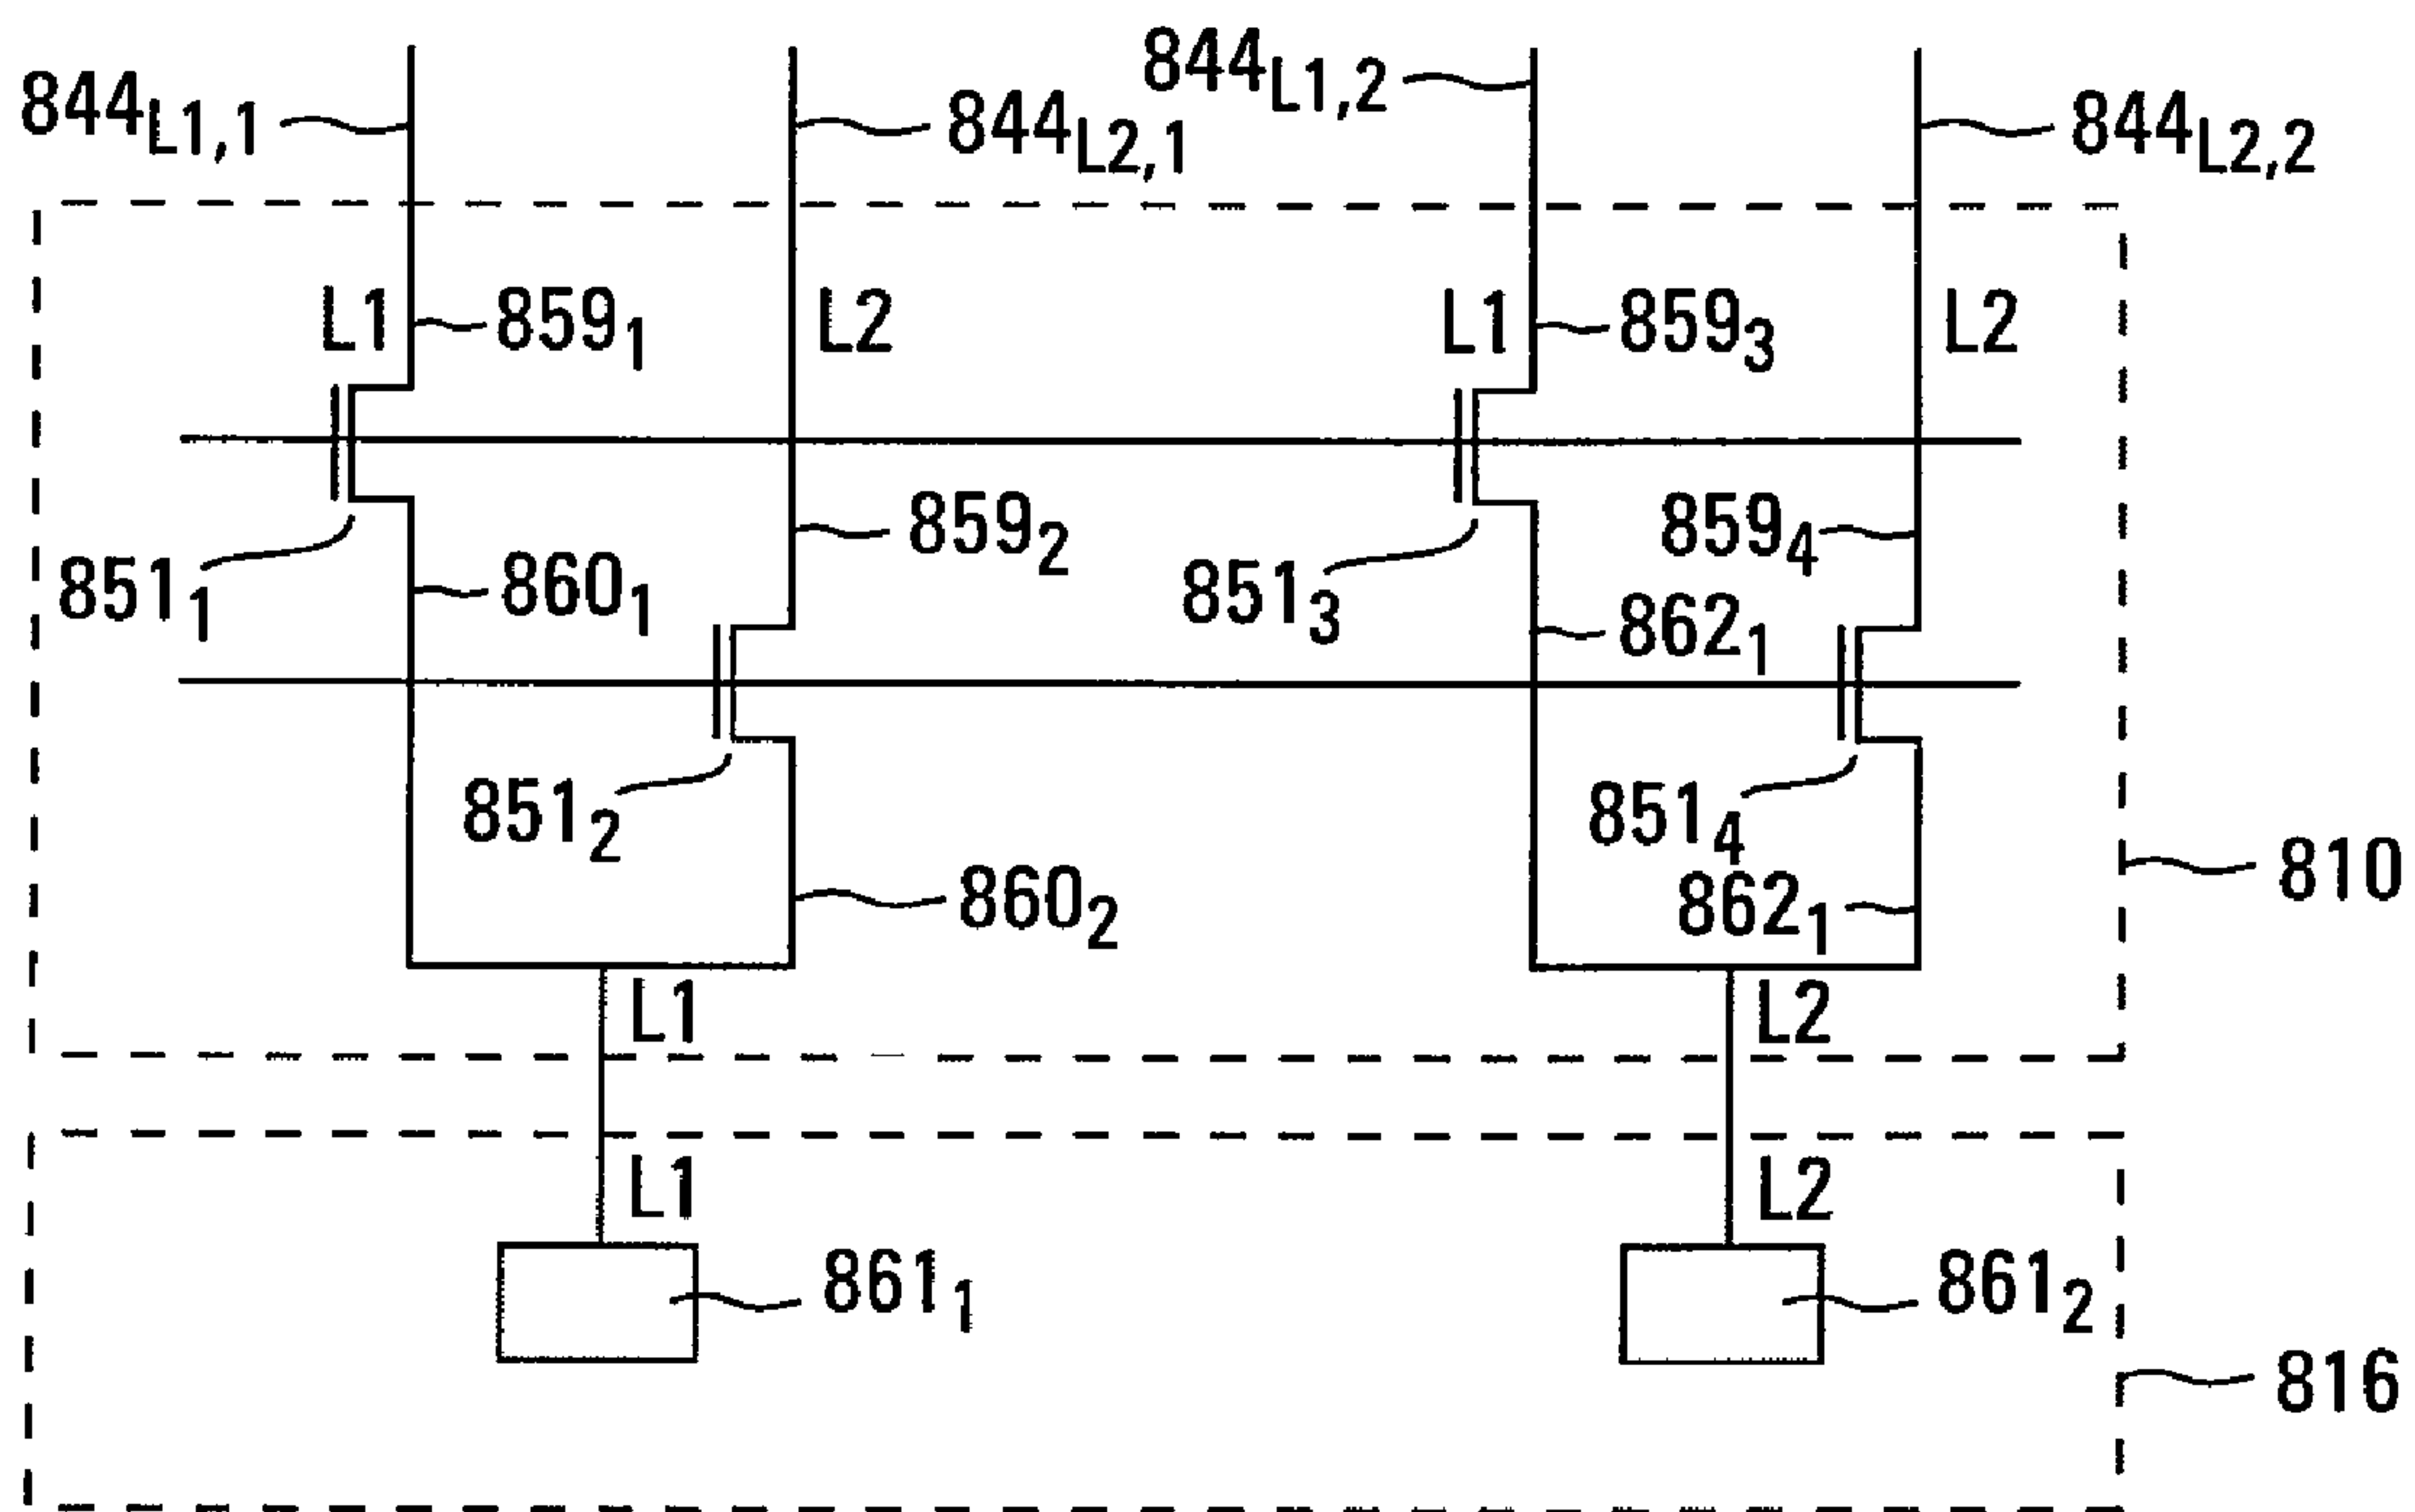 844L1,1
844L2,1
844L1,2
844L2,2
L1
859₁
L2
L1
859₃
L2
851₁
860₁
859₂
851₃
859₄
862₁
851₂
860₂
851₄
862₁
810
L1
L2
L1
L2
861₁
861₂
816